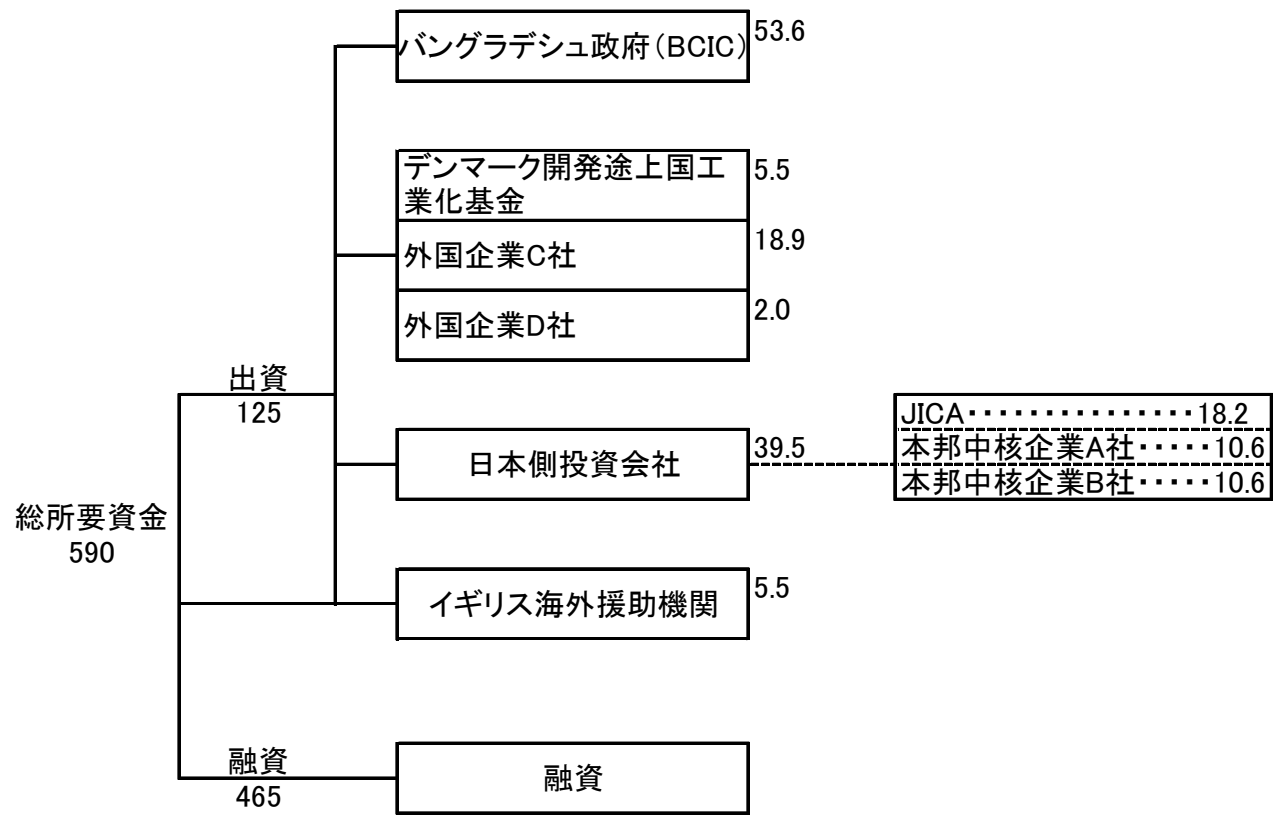 バングラデシュ政府(BCIC)
53.6
デンマーク開発途上国工
業化基金
5.5
外国企業C社
18.9
外国企業D社
2.0
出資
125
日本側投資会社
39.5
JICA・・・・・・・・・・・・・・・18.2
本邦中核企業A社・・・・・10.6
本邦中核企業B社・・・・・10.6
総所要資金
590
イギリス海外援助機関
5.5
融資
465
融資